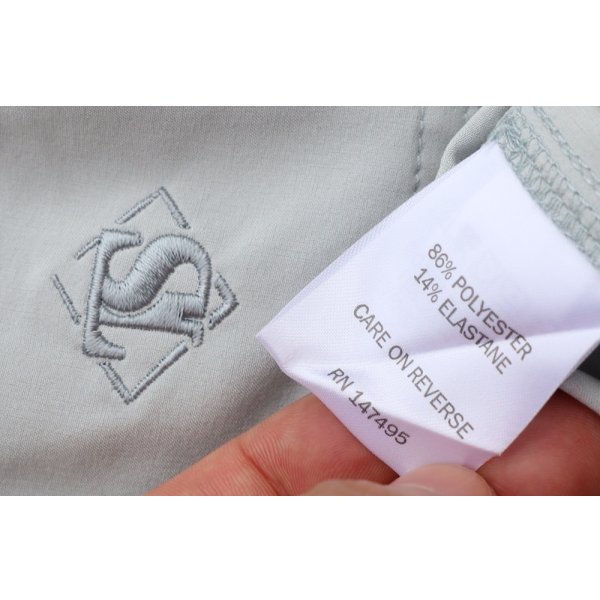 86% POLYESTER
14% ELASTANE
CARE ON REVERSE
RN 147495